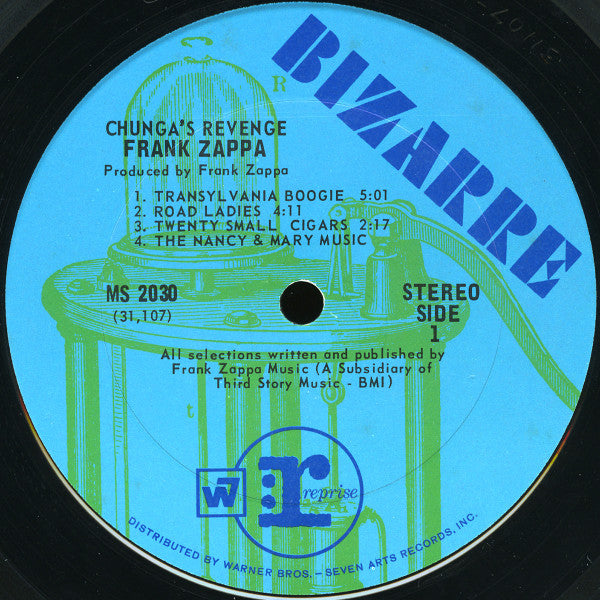 BIZARRE
R
CHUNGA'S REVENGE
FRANK ZAPPA
Produced by Frank Zappa
1. TRANSYLVANIA BOOGIE 5:01
2. ROAD LADIES 4:11
3. TWENTY SMALL CIGARS 2:17
4. THE NANCY & MARY MUSIC
MS 2030
(31,107)
STEREO
SIDE
1
All selections written and published by
Frank Zappa Music (A Subsidiary of
Third Story Music - BMI)
t
W7
r
reprise
DISTRIBUTED BY WARNER BROS. – SEVEN ARTS RECORDS, INC.